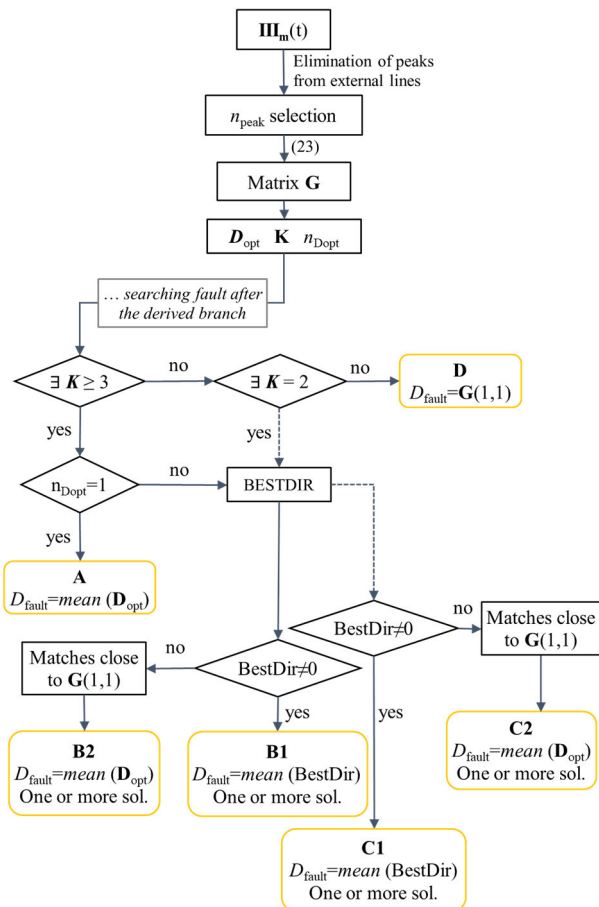 III_m(t)
Elimination of peaks
from external lines
n_peak selection
(23)
Matrix G
D_opt K n_Dopt
... searching fault after
the derived branch
∃ K ≥ 3
no
∃ K = 2
no
D
D_fault=G(1,1)
yes
yes
n_Dopt=1
no
BESTDIR
yes
A
D_fault=mean (D_opt)
BestDir≠0
no
Matches close
to G(1,1)
Matches close
to G(1,1)
no
BestDir≠0
yes
yes
B2
D_fault=mean (D_opt)
One or more sol.
B1
D_fault=mean (BestDir)
One or more sol.
C2
D_fault=mean (D_opt)
One or more sol.
C1
D_fault=mean (BestDir)
One or more sol.